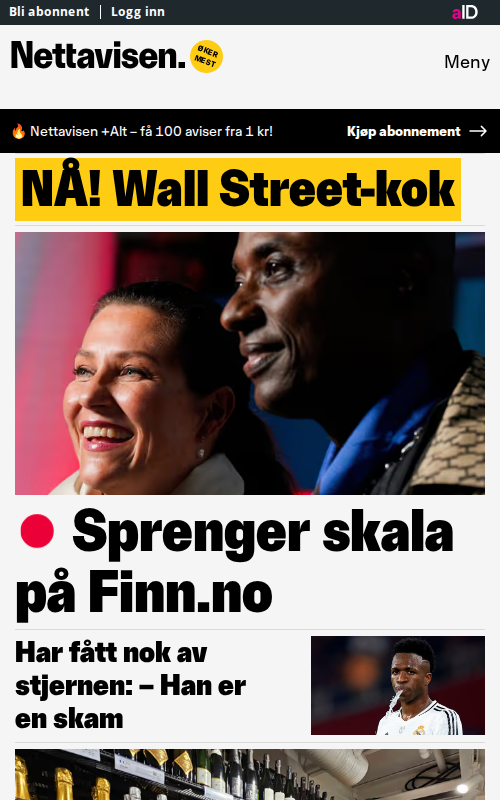 Bli abonnent
Logg inn
aID
Nettavisen.
ØKER
MEST
Meny
🔥 Nettavisen +Alt – få 100 aviser fra 1 kr!
Kjøp abonnement →
NÅ! Wall Street-kok
Sprenger skala
på Finn.no
Har fått nok av
stjernen: – Han er
en skam